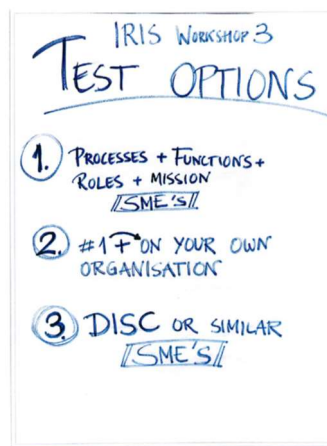 IRIS WORKSHOP 3
TEST OPTIONS
1. PROCESSES + FUNCTIONS +
ROLES + MISSION
SME'S
2. #1 + ON YOUR OWN
ORGANISATION
3. DISC OR SIMILAR
SME'S